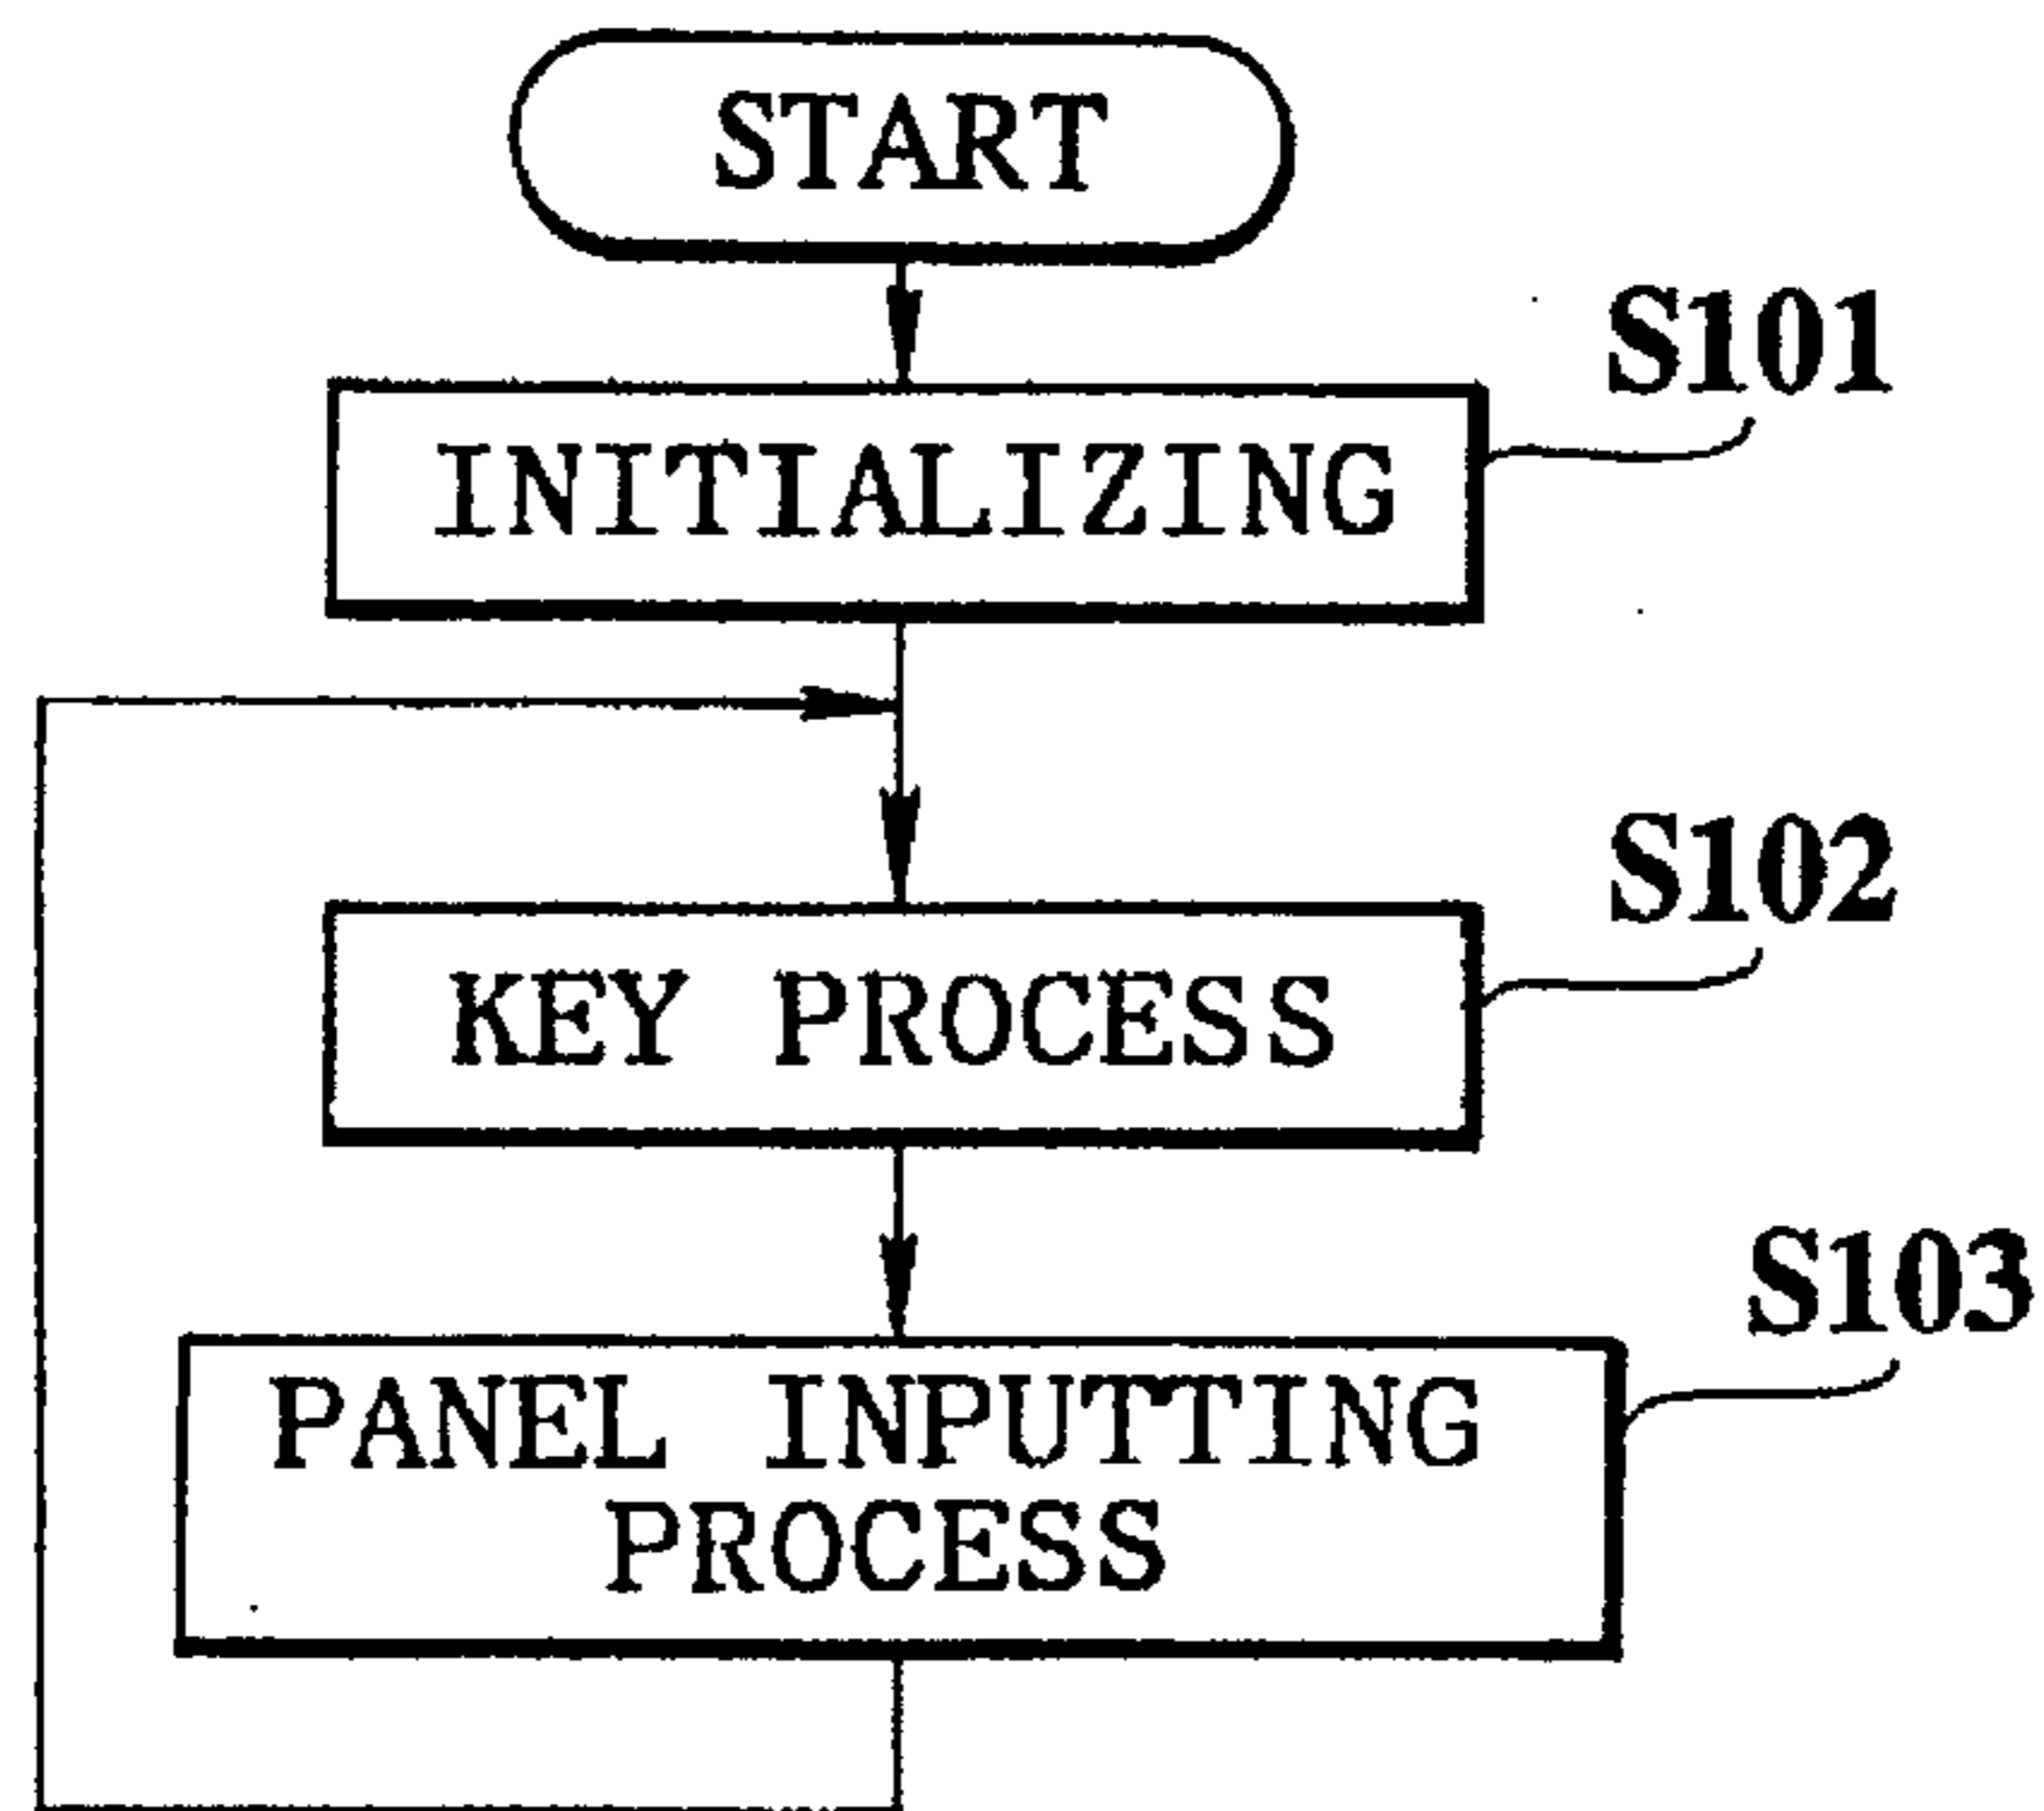 START
S101
INITIALIZING
S102
KEY PROCESS
S103
PANEL INPUTTING
PROCESS